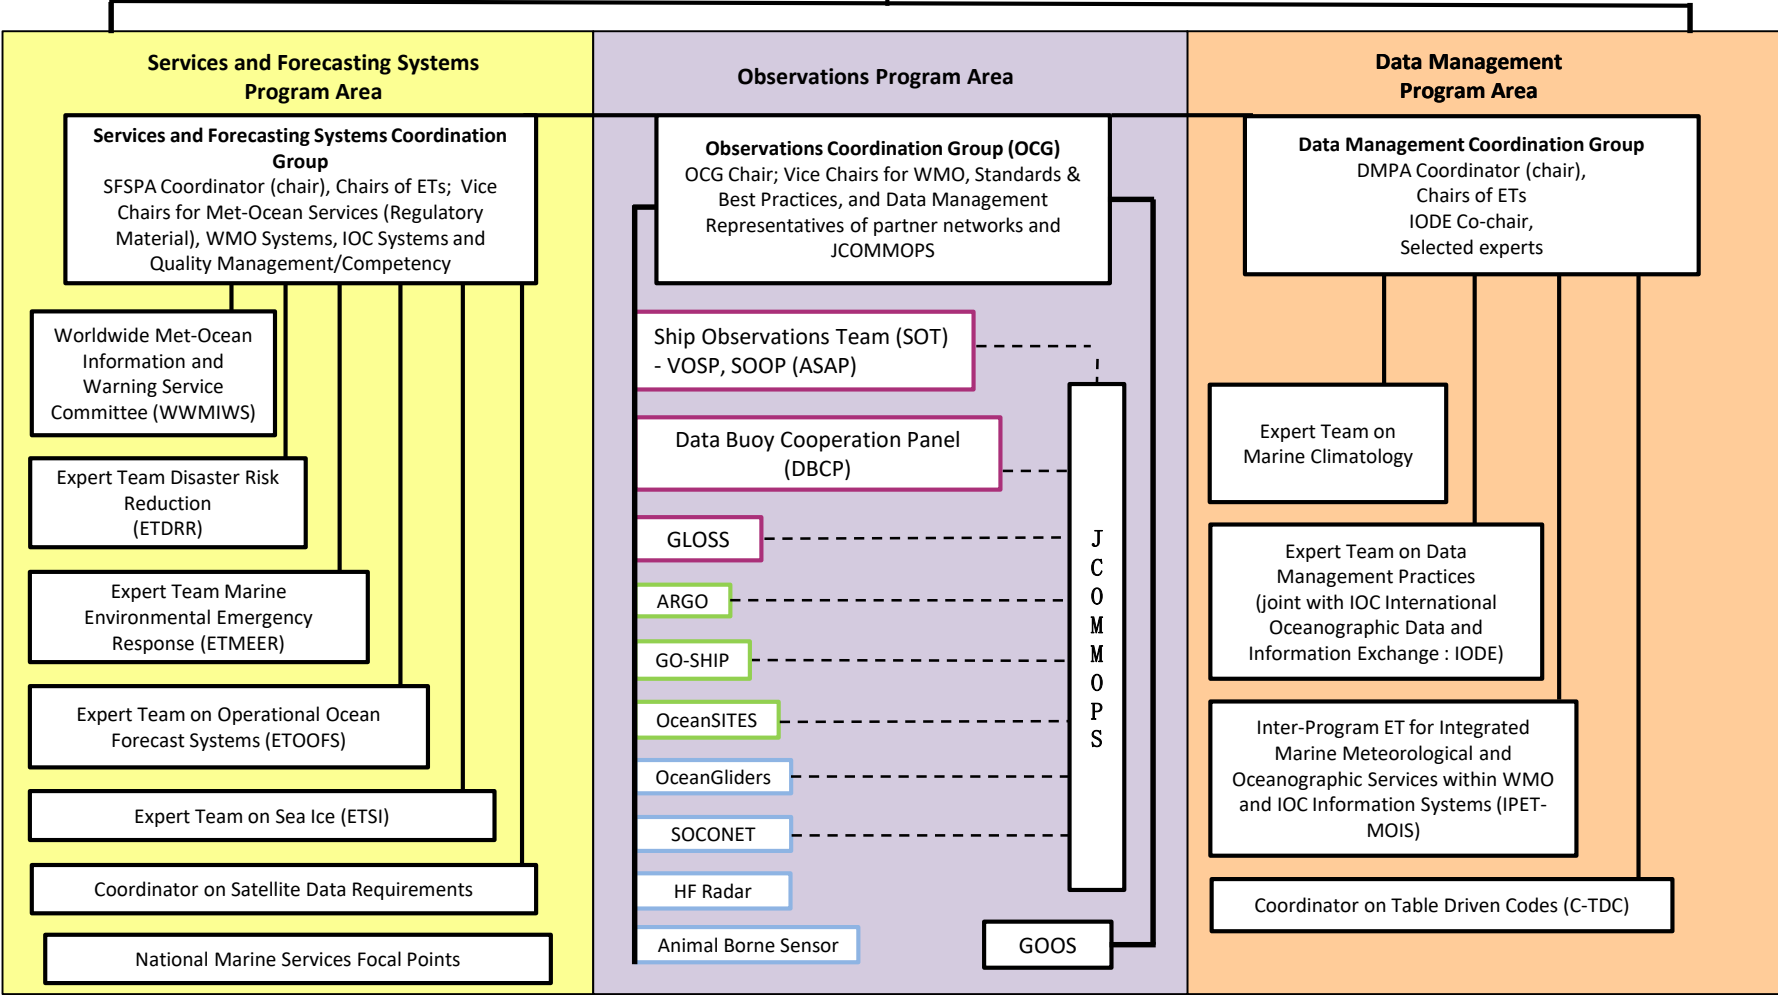 Services and Forecasting Systems
Program Area
Services and Forecasting Systems Coordination
Group
SFSPA Coordinator (chair), Chairs of ETs;  Vice
Chairs for Met-Ocean Services (Regulatory
Material), WMO Systems, IOC Systems and
Quality Management/Competency
Worldwide Met-Ocean
Information and
Warning Service
Committee (WWMIWS)
Expert Team Disaster Risk
Reduction
(ETDRR)
Expert Team Marine
Environmental Emergency
Response (ETMEER)
Expert Team on Operational Ocean
Forecast Systems (ETOOFS)
Expert Team on Sea Ice (ETSI)
Coordinator on Satellite Data Requirements
National Marine Services Focal Points
Observations Program Area
Observations Coordination Group (OCG)
OCG Chair; Vice Chairs for WMO, Standards &
Best Practices, and Data Management
Representatives of partner networks and
JCOMMOPS
Ship Observations Team (SOT)
- VOSP, SOOP (ASAP)
Data Buoy Cooperation Panel
(DBCP)
GLOSS
ARGO
GO-SHIP
OceanSITES
OceanGliders
SOCONET
HF Radar
Animal Borne Sensor
J
C
O
M
M
O
P
S
GOOS
Data Management
Program Area
Data Management Coordination Group
DMPA Coordinator (chair),
Chairs of ETs
IODE Co-chair,
Selected experts
Expert Team on
Marine Climatology
Expert Team on Data
Management Practices
(joint with IOC International
Oceanographic Data and
Information Exchange : IODE)
Inter-Program ET for Integrated
Marine Meteorological and
Oceanographic Services within WMO
and IOC Information Systems (IPET-
MOIS)
Coordinator on Table Driven Codes (C-TDC)